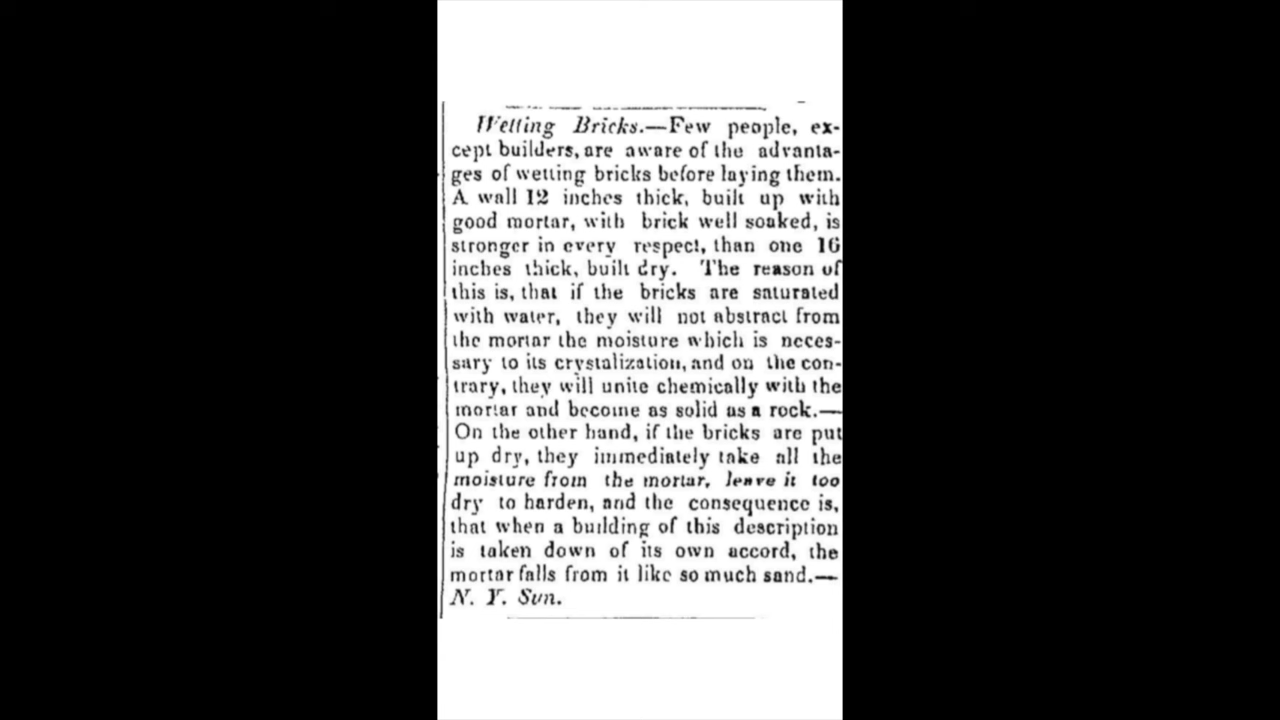 Wetting Bricks.—Few people, ex-
cept builders, are aware of the advanta-
ges of wetting bricks before laying them.
A wall 12 inches thick, built up with
good mortar, with brick well soaked, is
stronger in every respect, than one 16
inches thick, built dry. The reason of
this is, that if the bricks are saturated
with water, they will not abstract from
the mortar the moisture which is neces-
sary to its crystalization, and on the con-
trary, they will unite chemically with the
mortar and become as solid as a rock.—
On the other hand, if the bricks are put
up dry, they immediately take all the
moisture from the mortar, leave it too
dry to harden, and the consequence is,
that when a building of this description
is taken down of its own accord, the
mortar falls from it like so much sand.—
N. Y. Sun.